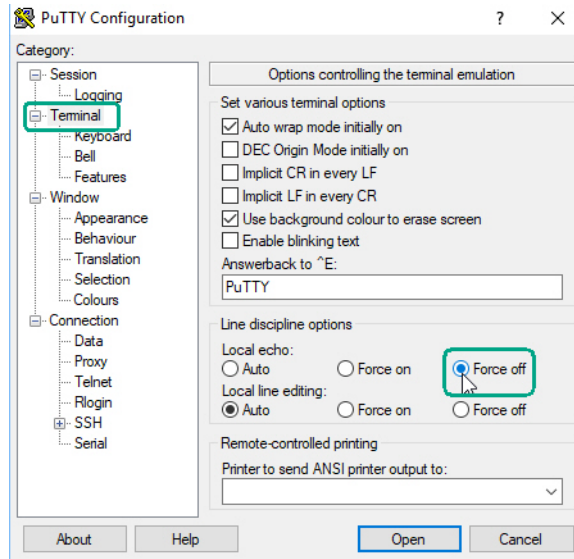 PuTTY Configuration
?
Category:
Session
Logging
Terminal
Keyboard
Bell
Features
Window
Appearance
Behaviour
Translation
Selection
Colours
Connection
Data
Proxy
Telnet
Rlogin
SSH
Serial
Options controlling the terminal emulation
Set various terminal options
Auto wrap mode initially on
DEC Origin Mode initially on
Implicit CR in every LF
Implicit LF in every CR
Use background colour to erase screen
Enable blinking text
Answerback to ^E:
PuTTY
Line discipline options
Local echo:
Auto Force on Force off
Local line editing:
Auto Force on Force off
Remote-controlled printing
Printer to send ANSI printer output to:
About Help Open Cancel